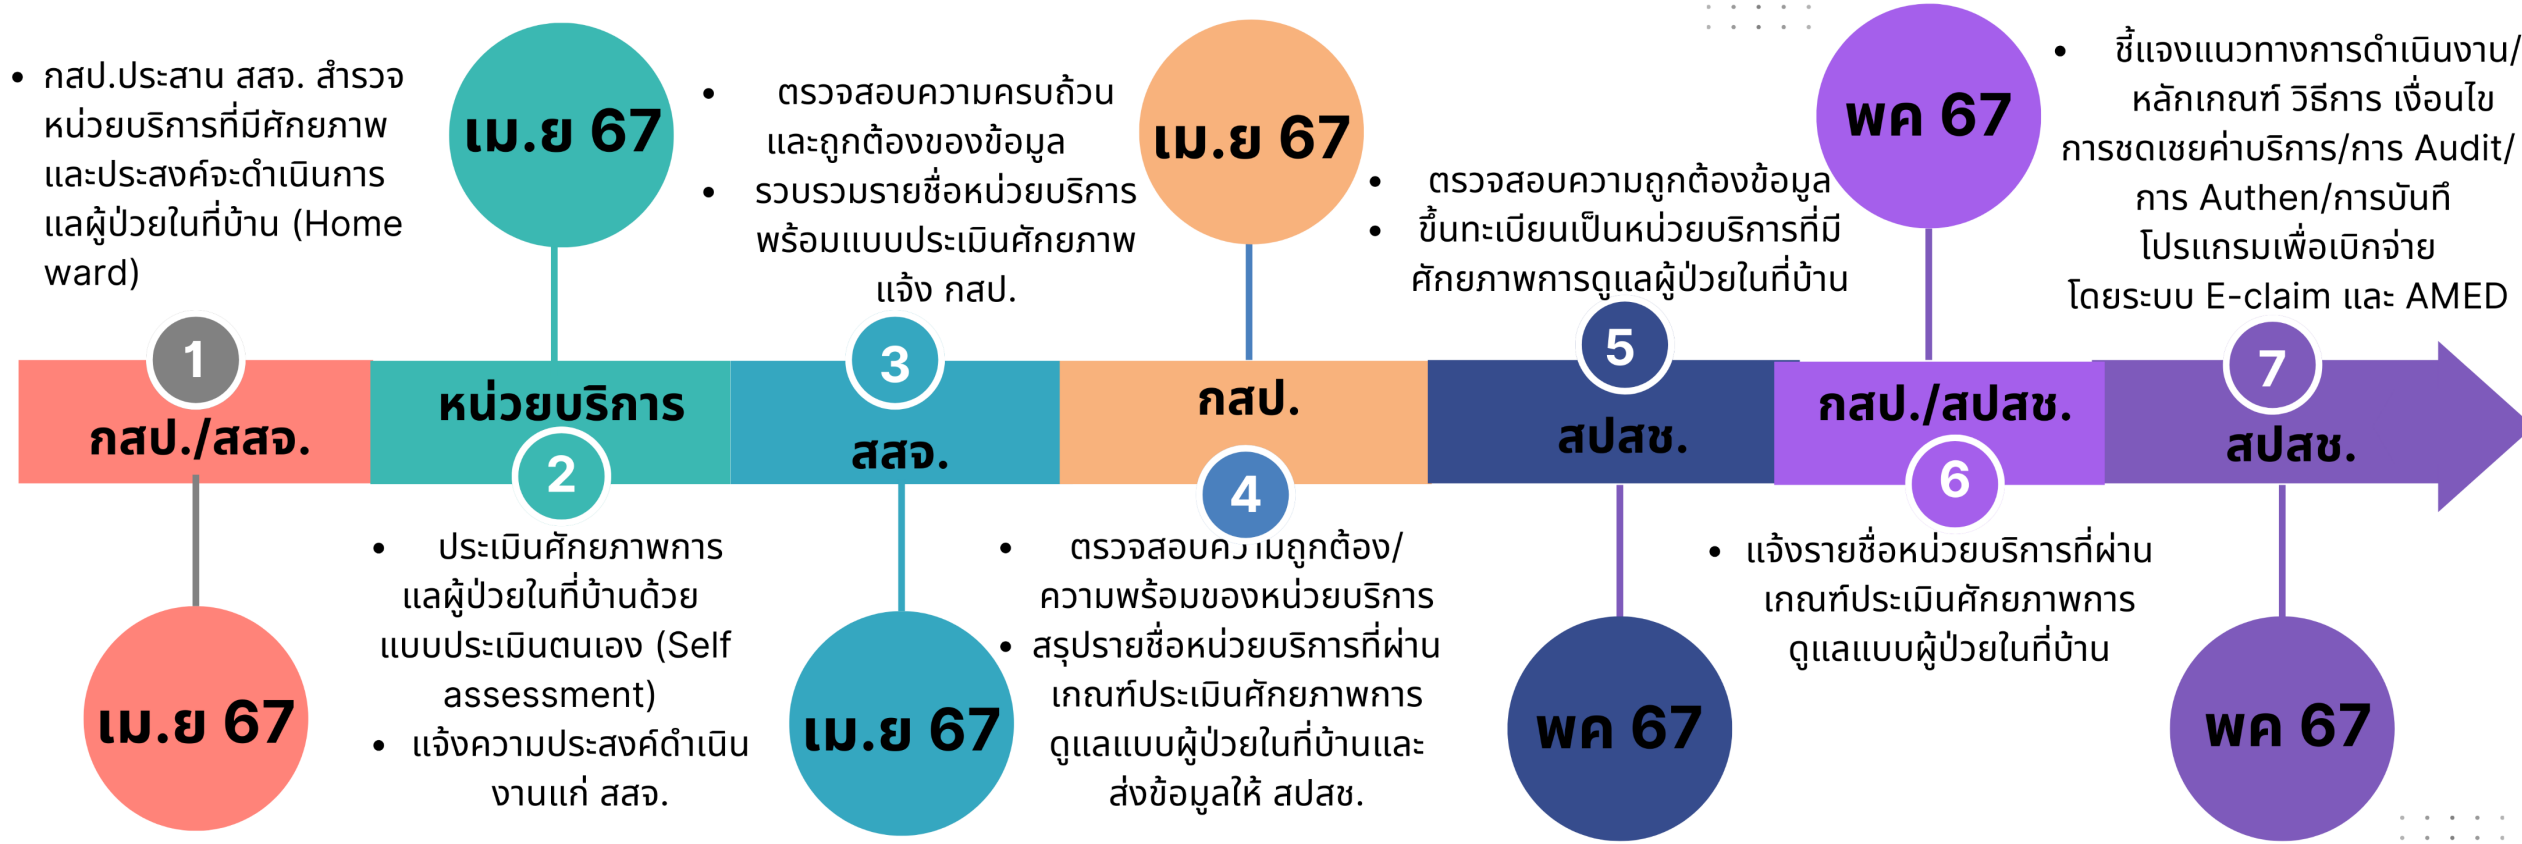 • กสป.ประสาน สสจ. สำรวจ
หน่วยบริการที่มีศักยภาพ
และประสงค์จะดำเนินการ
แลผู้ป่วยในที่บ้าน (Home
ward)
1
กสป./สสจ.
เม.ย 67
เม.ย 67
หน่วยบริการ
2
• ประเมินศักยภาพการ
แลผู้ป่วยในที่บ้านด้วย
แบบประเมินตนเอง (Self
assessment)
• แจ้งความประสงค์ดำเนิน
งานแก่ สสจ.
• ตรวจสอบความครบถ้วน
และถูกต้องของข้อมูล
• รวบรวมรายชื่อหน่วยบริการ
พร้อมแบบประเมินศักยภาพ
แจ้ง กสป.
3
สสจ.
เม.ย 67
เม.ย 67
กสป.
4
• ตรวจสอบความถูกต้อง/
ความพร้อมของหน่วยบริการ
• สรุปรายชื่อหน่วยบริการที่ผ่าน
เกณฑ์ประเมินศักยภาพการ
ดูแลแบบผู้ป่วยในที่บ้านและ
ส่งข้อมูลให้ สปสช.
• ตรวจสอบความถูกต้องข้อมูล
• ขึ้นทะเบียนเป็นหน่วยบริการที่มี
ศักยภาพการดูแลผู้ป่วยในที่บ้าน
5
สปสช.
พค 67
พค 67
กสป./สปสช.
6
• แจ้งรายชื่อหน่วยบริการที่ผ่าน
เกณฑ์ประเมินศักยภาพการ
ดูแลแบบผู้ป่วยในที่บ้าน
• ชี้แจงแนวทางการดำเนินงาน/
หลักเกณฑ์ วิธีการ เงื่อนไข
การชดเชยค่าบริการ/การ Audit/
การ Authen/การบันทึ
โปรแกรมเพื่อเบิกจ่าย
โดยระบบ E-claim และ AMED
7
สปสช.
พค 67